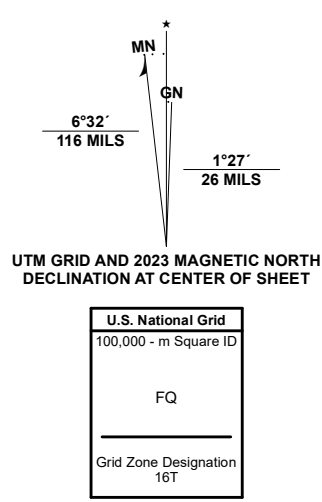 MN
GN
6°32´
116 MILS
1°27´
26 MILS
UTM GRID AND 2023 MAGNETIC NORTH
DECLINATION AT CENTER OF SHEET
U.S. National Grid
100,000 - m Square ID
FQ
Grid Zone Designation
16T